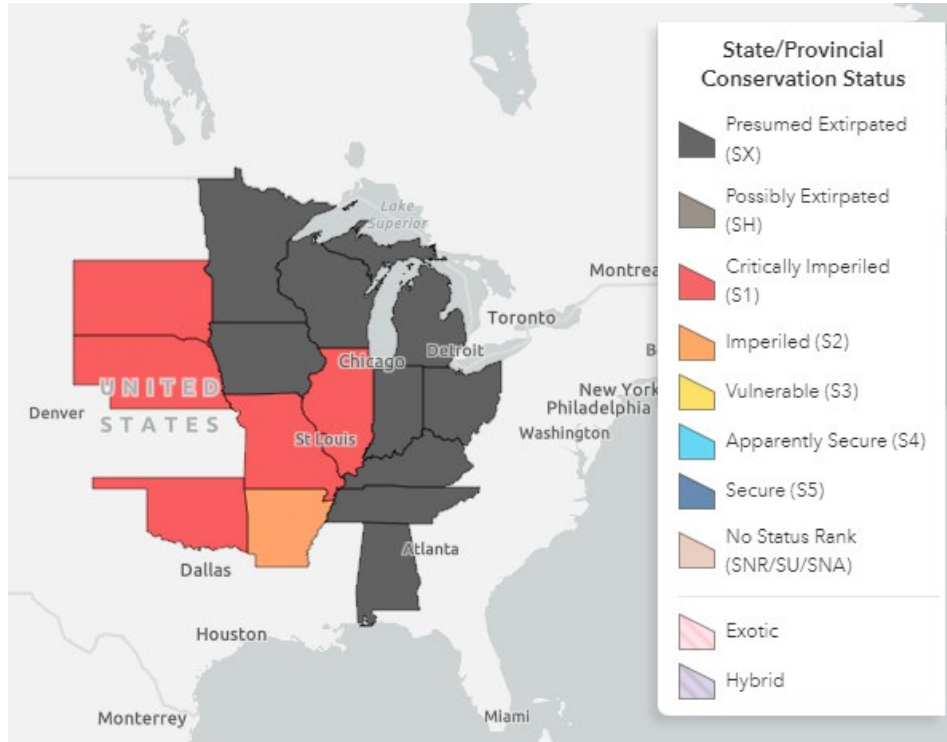 State/Provincial
Conservation Status
Presumed Extirpated
(SX)
Possibly Extirpated
(SH)
Critically Imperiled
(S1)
Imperiled (S2)
Vulnerable (S3)
Apparently Secure (S4)
Secure (S5)
No Status Rank
(SNR/SU/SNA)
Exotic
Hybrid
Lake
Superior
Montrea
Toronto
Chicago
Detroit
B
UNITED
STATES
New York
Philadelphia
Denver
Washington
St Louis
Atlanta
Dallas
Houston
Monterrey
Miami